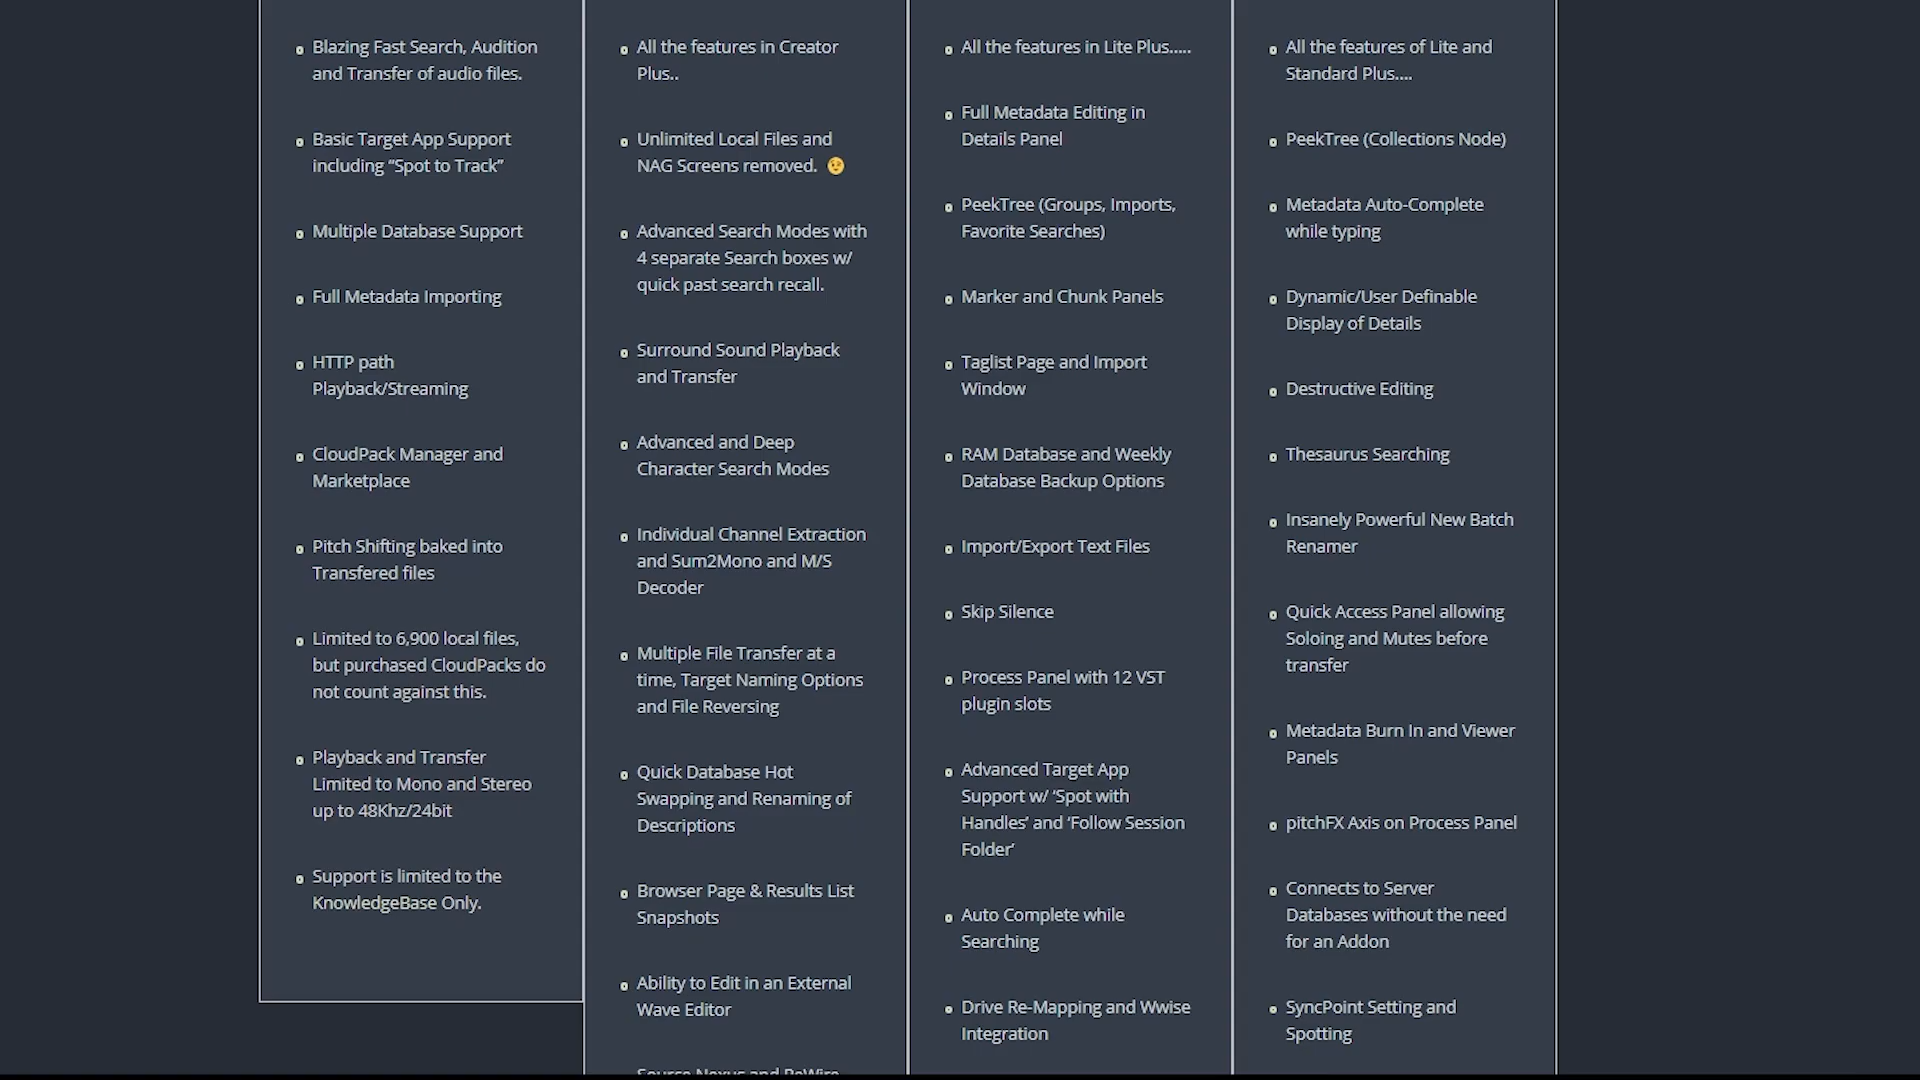 Blazing Fast Search, Audition
and Transfer of audio files.
Basic Target App Support
including “Spot to Track”
Multiple Database Support
Full Metadata Importing
HTTP path
Playback/Streaming
CloudPack Manager and
Marketplace
Pitch Shifting baked into
Transfered files
Limited to 6,900 local files,
but purchased CloudPacks do
not count against this.
Playback and Transfer
Limited to Mono and Stereo
up to 48Khz/24bit
Support is limited to the
KnowledgeBase Only.
All the features in Creator
Plus..
Unlimited Local Files and
NAG Screens removed. 😉
Advanced Search Modes with
4 separate Search boxes w/
quick past search recall.
Surround Sound Playback
and Transfer
Advanced and Deep
Character Search Modes
Individual Channel Extraction
and Sum2Mono and M/S
Decoder
Multiple File Transfer at a
time, Target Naming Options
and File Reversing
Quick Database Hot
Swapping and Renaming of
Descriptions
Browser Page & Results List
Snapshots
Ability to Edit in an External
Wave Editor
Source Nexus and ReWire
All the features in Lite Plus.....
Full Metadata Editing in
Details Panel
PeekTree (Groups, Imports,
Favorite Searches)
Marker and Chunk Panels
Taglist Page and Import
Window
RAM Database and Weekly
Database Backup Options
Import/Export Text Files
Skip Silence
Process Panel with 12 VST
plugin slots
Advanced Target App
Support w/ ‘Spot with
Handles’ and ‘Follow Session
Folder’
Auto Complete while
Searching
Drive Re-Mapping and Wwise
Integration
All the features of Lite and
Standard Plus....
PeekTree (Collections Node)
Metadata Auto-Complete
while typing
Dynamic/User Definable
Display of Details
Destructive Editing
Thesaurus Searching
Insanely Powerful New Batch
Renamer
Quick Access Panel allowing
Soloing and Mutes before
transfer
Metadata Burn In and Viewer
Panels
pitchFX Axis on Process Panel
Connects to Server
Databases without the need
for an Addon
SyncPoint Setting and
Spotting